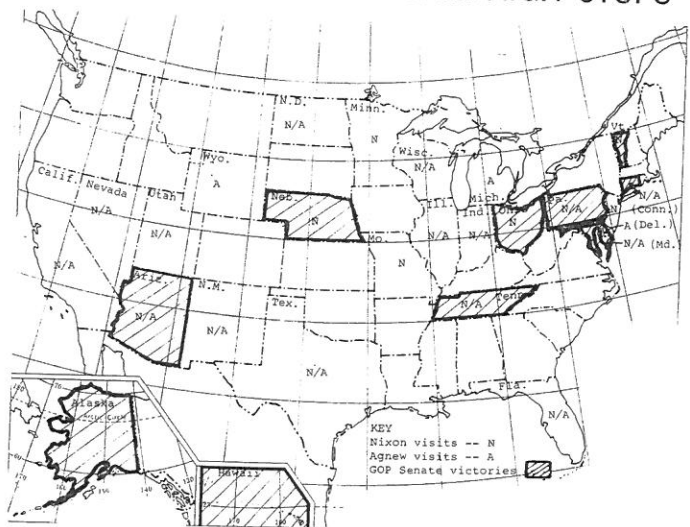 N.D.
N/A
Minn.
N
Vt.
Wisc.
N/A
Wyo.
A
A
Mich.
Calif.
Nevada
N/A
Utah
N/A
Neb.
N
Ill.
N/A
Ind.
N/A
Ohio
N
Pa.
N/A
N
N/A
(Conn.)
A (Del.)
N/A (Md.)
Mo.
N
N/A
Ariz.
N/A
N.M.
N/A
Tex.
N/A
Tenn.
N/A
Fla.
N/A
Alaska
Hawaii
KEY
Nixon visits -- N
Agnew visits -- A
GOP Senate victories